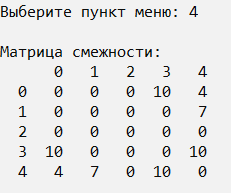 Выберите пункт меню: 4
Матрица смежности:
0 1 2 3 4
0 0 0 0 10 4
1 0 0 0 0 7
2 0 0 0 0 0
3 10 0 0 0 10
4 4 7 0 10 0